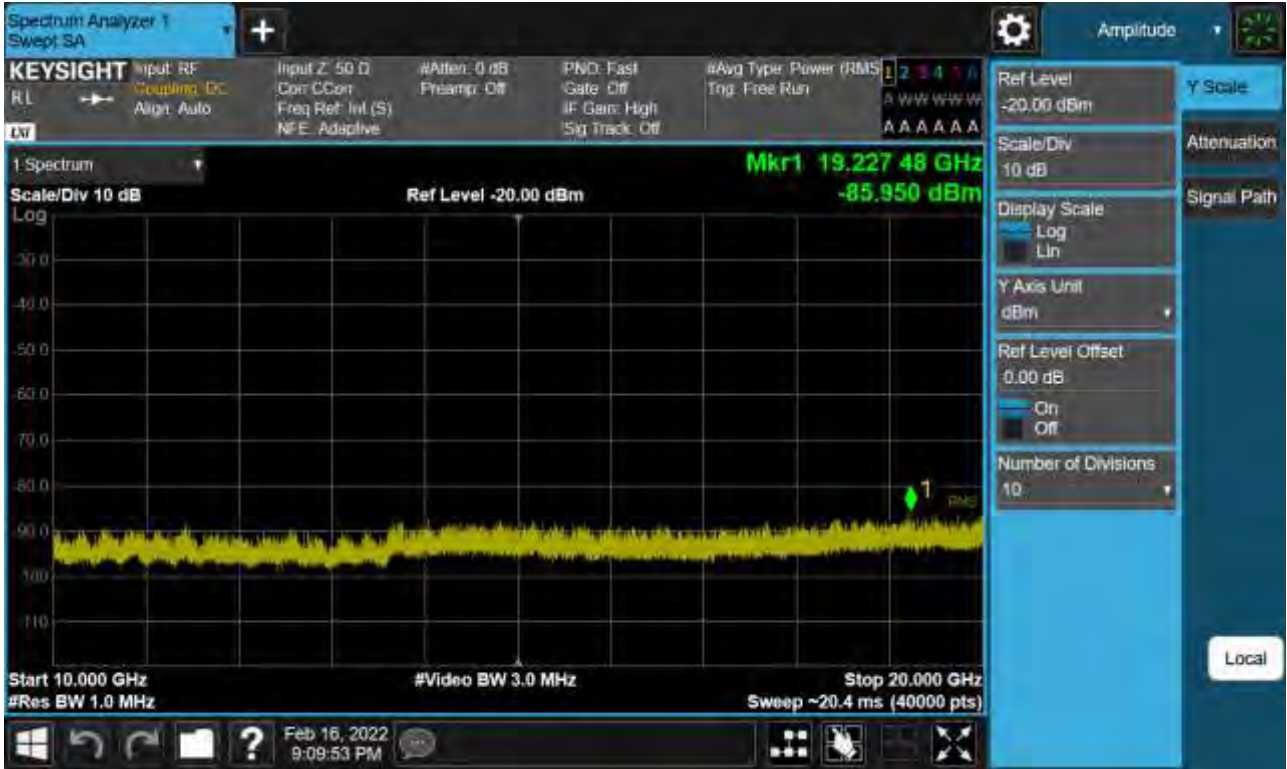 Spectrum Analyzer 1
Swept SA
Amplitude
KEYSIGHT
RL
Input: RF
Coupling: DC
Align: Auto
Input Z: 50 Ω
Corr CCorr
Freq Ref: Int (S)
NFE: Adaptive
#Atten: 0 dB
Preamp: Off
PNO: Fast
Gate: Off
IF Gain: High
Sig Track: Off
#Avg Type: Power (RMS
Trig: Free Run
1 2 3 4 5 6
A W W W W W
A A A A A A
1 Spectrum
Scale/Div 10 dB
Log
Ref Level -20.00 dBm
Mkr1 19.227 48 GHz
-85.950 dBm
-30.0
-40.0
-50.0
-60.0
-70.0
-80.0
-90.0
-100
-110
1
RMS
Start 10.000 GHz
#Res BW 1.0 MHz
#Video BW 3.0 MHz
Stop 20.000 GHz
Sweep ~20.4 ms (40000 pts)
Ref Level
-20.00 dBm
Scale/Div
10 dB
Display Scale
Log
Lin
Y Axis Unit
dBm
Ref Level Offset
0.00 dB
On
Off
Number of Divisions
10
Y Scale
Attenuation
Signal Path
Local
?
Feb 16, 2022
9:09:53 PM